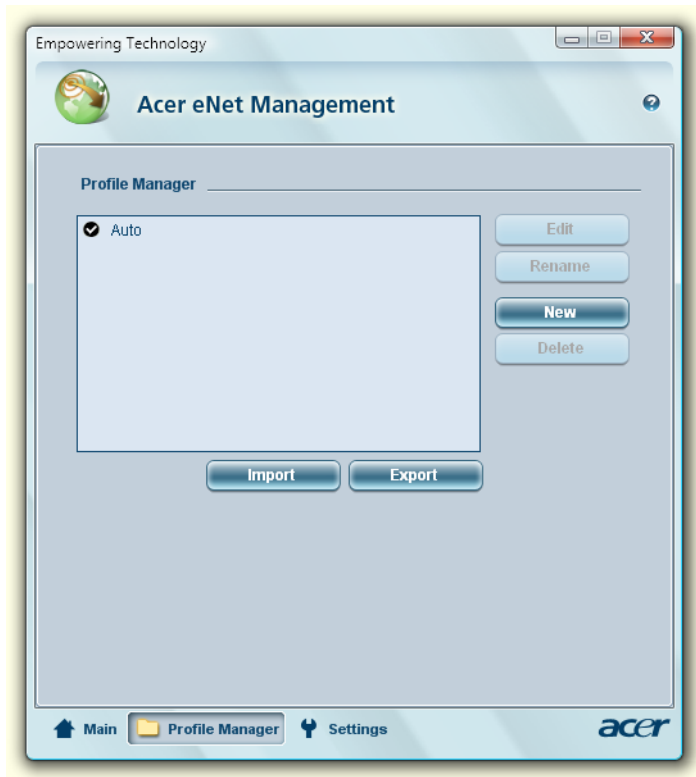 Empowering Technology
Acer eNet Management
Profile Manager
Auto
Edit
Rename
New
Delete
Import Export
Main Profile Manager Settings acer